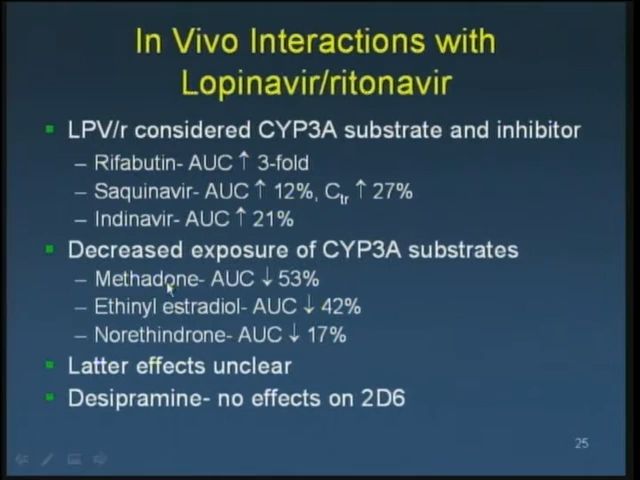 In Vivo Interactions with
Lopinavir/ritonavir
▪ LPV/r considered CYP3A substrate and inhibitor
– Rifabutin- AUC ↑ 3-fold
– Saquinavir- AUC ↑ 12%, Ctr ↑ 27%
– Indinavir- AUC ↑ 21%
▪ Decreased exposure of CYP3A substrates
– Methadone- AUC ↓ 53%
– Ethinyl estradiol- AUC ↓ 42%
– Norethindrone- AUC ↓ 17%
▪ Latter effects unclear
▪ Desipramine- no effects on 2D6
25